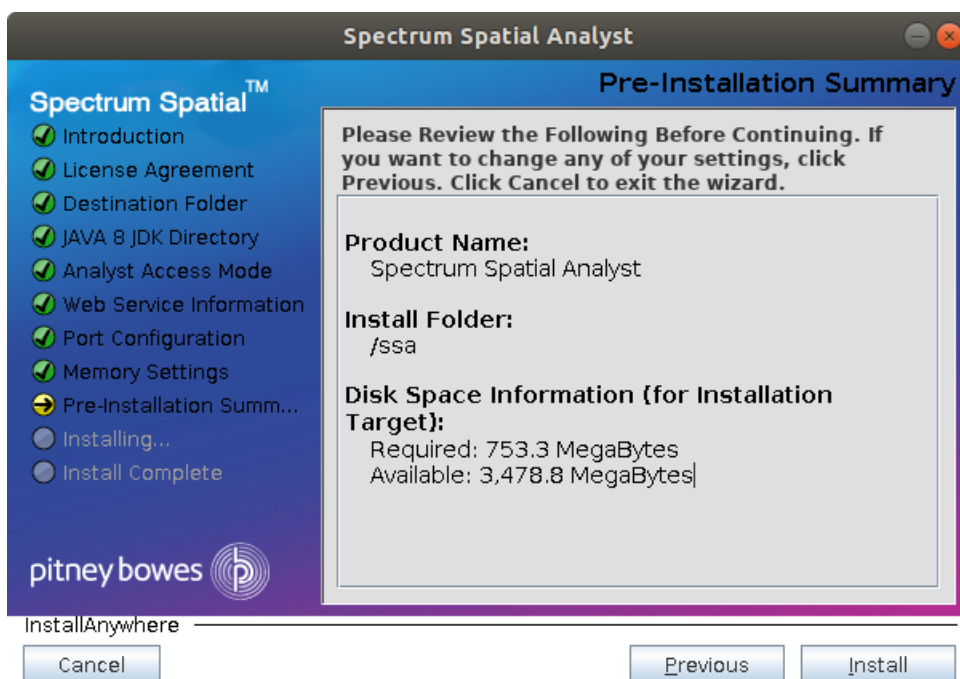 Spectrum Spatial Analyst
Pre-Installation Summary
Spectrum Spatial™
Introduction
License Agreement
Destination Folder
JAVA 8 JDK Directory
Analyst Access Mode
Web Service Information
Port Configuration
Memory Settings
Pre-Installation Summ...
Installing...
Install Complete
pitney bowes
Please Review the Following Before Continuing. If
you want to change any of your settings, click
Previous. Click Cancel to exit the wizard.
Product Name:
Spectrum Spatial Analyst
Install Folder:
/ssa
Disk Space Information (for Installation
Target):
Required: 753.3 MegaBytes
Available: 3,478.8 MegaBytes
InstallAnywhere
Cancel
Previous
Install